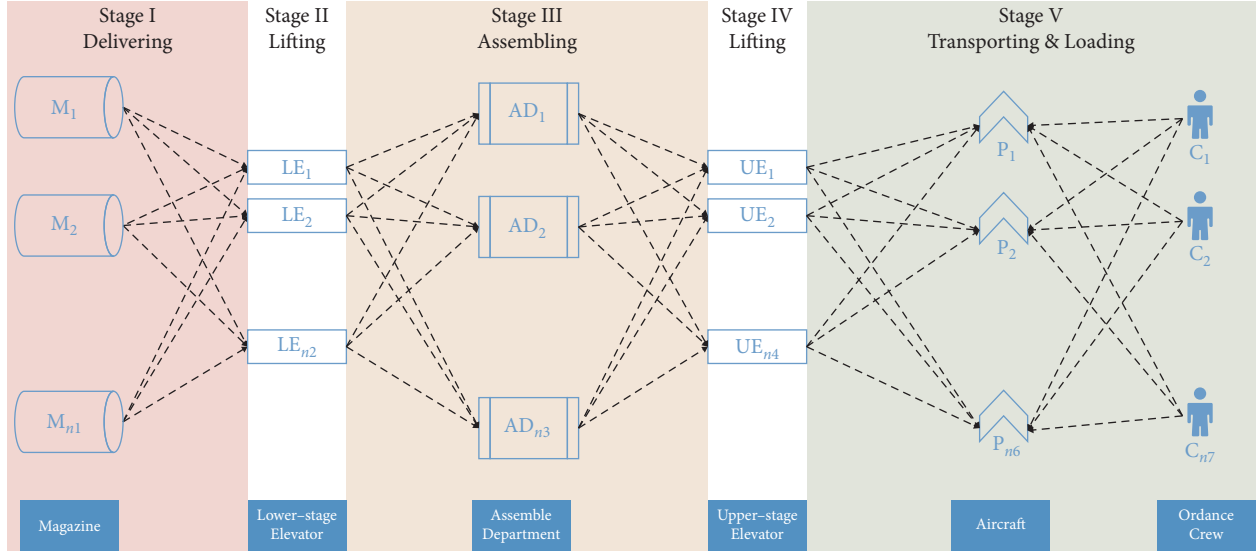 Stage I
Delivering
Stage II
Lifting
Stage III
Assembling
Stage IV
Lifting
Stage V
Transporting & Loading
M1
M2
Mn1
LE1
LE2
LEn2
AD1
AD2
ADn3
UE1
UE2
UEn4
P1
P2
Pn6
C1
C2
Cn7
Magazine
Lower–stage
Elevator
Assemble
Department
Upper–stage
Elevator
Aircraft
Ordance
Crew